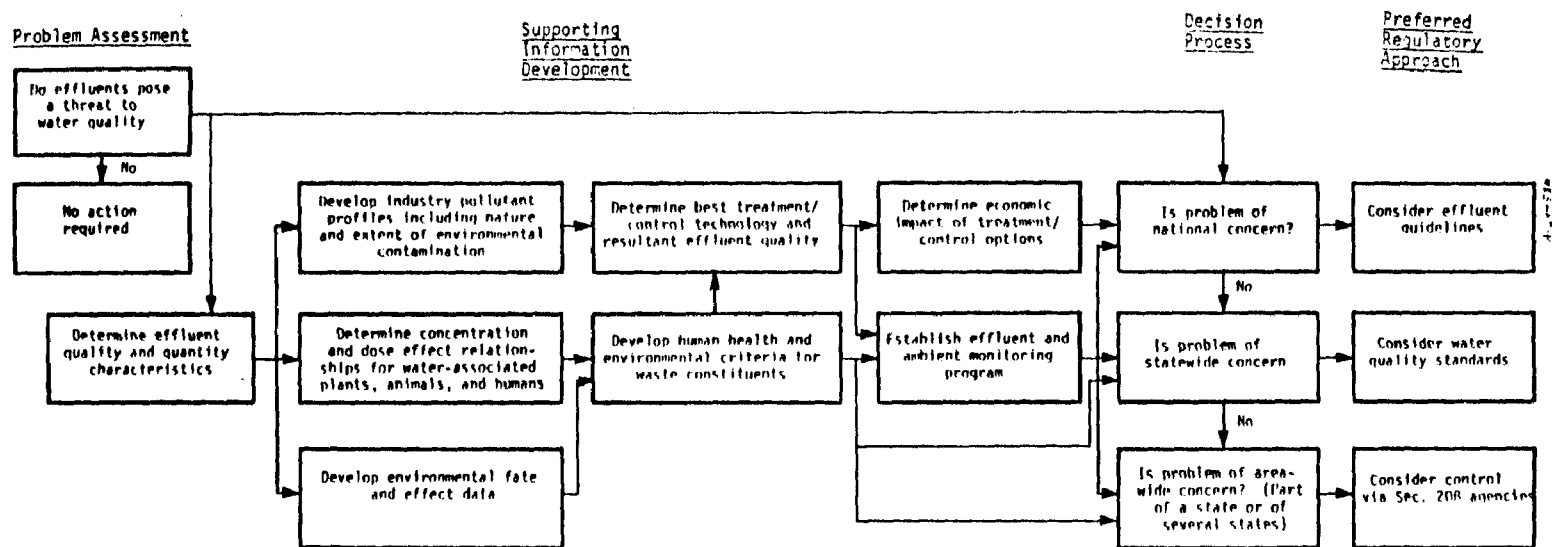 Problem Assessment
Supporting
Information
Development
Decision
Process
Preferred
Regulatory
Approach
Do effluents pose
a threat to
water quality
No
No action
required
Determine effluent
quality and quantity
characteristics
Develop industry pollutant
profiles including nature
and extent of environmental
contamination
Determine concentration
and dose effect relation-
ships for water-associated
plants, animals, and humans
Develop environmental fate
and effect data
Determine best treatment/
control technology and
resultant effluent quality
Develop human health and
environmental criteria for
waste constituents
Determine economic
impact of treatment/
control options
Establish effluent and
ambient monitoring
program
Is problem of
national concern?
No
Is problem of
statewide concern
No
Is problem of area-
wide concern? (Part
of a state or of
several states)
Consider effluent
guidelines
Consider water
quality standards
Consider control
via Sec. 208 agencies